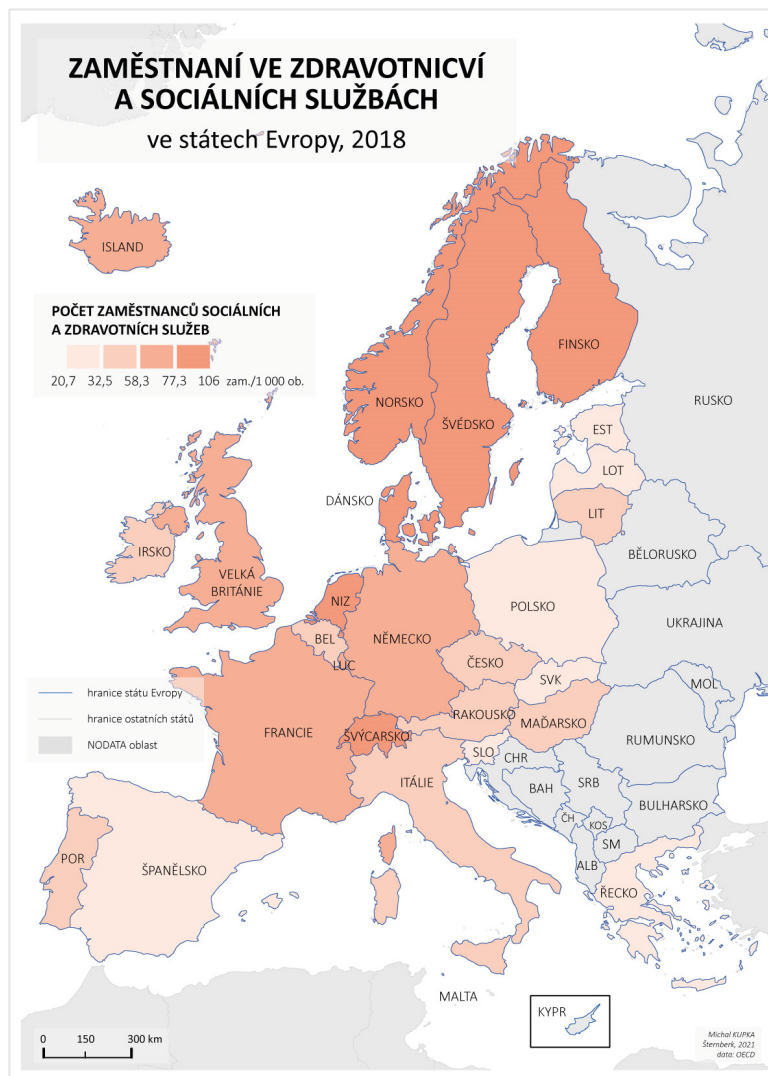 ZAMĚSTNANÍ VE ZDRAVOTNICVÍ
A SOCIÁLNÍCH SLUŽBÁCH
ve státech Evropy, 2018
ISLAND
POČET ZAMĚSTNANCŮ SOCIÁLNÍCH
A ZDRAVOTNÍCH SLUŽEB
20,7 32,5 58,3 77,3 106 zam./1 000 ob.
FINSKO
NORSKO
ŠVÉDSKO
RUSKO
EST
LOT
LIT
DÁNSKO
IRSKO
VELKÁ
BRITÁNIE
BĚLORUSKO
NIZ
POLSKO
BEL
NĚMECKO
UKRAJINA
LUC
ČESKO
SVK
MOL
hranice státu Evropy
hranice ostatních států
NODATA oblast
FRANCIE
ŠVÝCARSKO
RAKOUSKO
MAĎARSKO
RUMUNSKO
SLO
CHR
ITÁLIE
BAH
SRB
BULHARSKO
ČH
KOS
SM
ALB
POR
ŠPANĚLSKO
ŘECKO
MALTA
KYPR
0 150 300 km
Michal KUPKA
Šternberk, 2021
data: OECD